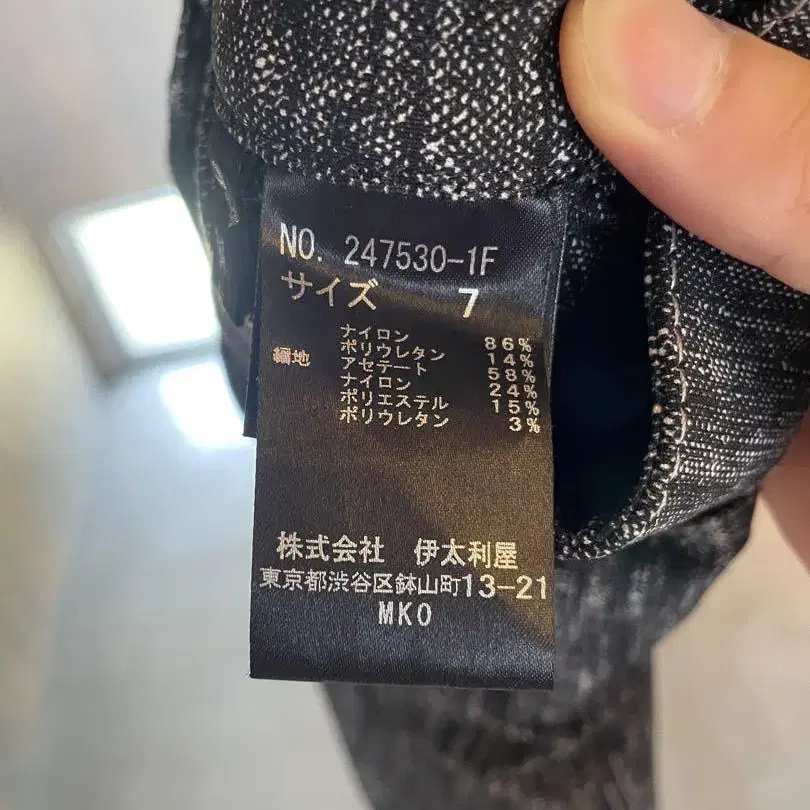 NO. 247530-1F
サイズ 7
ナイロン 86%
ポリウレタン 14%
編地 アセテート 58%
ナイロン 24%
ポリエステル 15%
ポリウレタン 3%
株式会社 伊太利屋
東京都渋谷区鉢山町13-21
MKO